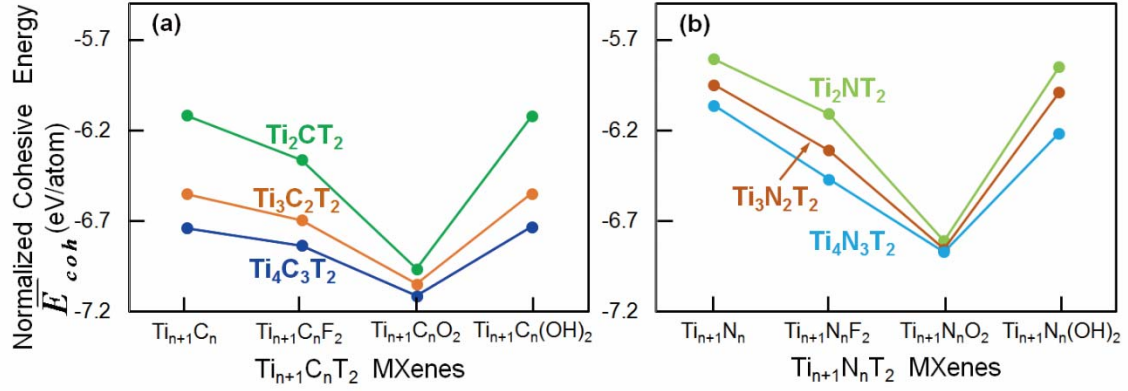 Normalized Cohesive Energy
E̅ coh (eV/atom)
(a)
-5.7
-6.2
-6.7
-7.2
Ti₂CT₂
Ti₃C₂T₂
Ti₄C₃T₂
Tiₙ₊₁Cₙ
Tiₙ₊₁CₙF₂
Tiₙ₊₁CₙO₂
Tiₙ₊₁Cₙ(OH)₂
Tiₙ₊₁CₙT₂ MXenes
(b)
-5.7
-6.2
-6.7
-7.2
Ti₂NT₂
Ti₃N₂T₂
Ti₄N₃T₂
Tiₙ₊₁Nₙ
Tiₙ₊₁NₙF₂
Tiₙ₊₁NₙO₂
Tiₙ₊₁Nₙ(OH)₂
Tiₙ₊₁NₙT₂ MXenes